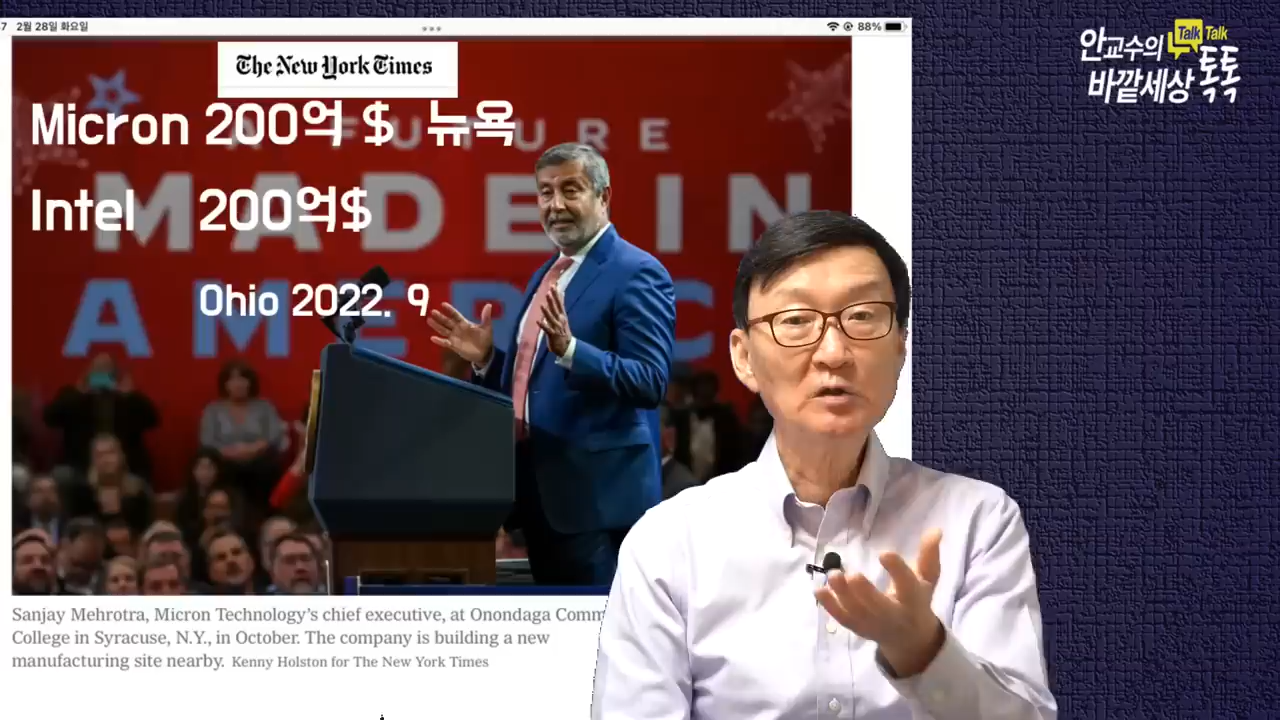 7 2월 28일 화요일
88%
The New York Times
안교수의 Talk Talk
바깥세상 톡톡
Micron 200억 $ 뉴욕
FUTURE
Intel 200억$
MADE IN
Ohio 2022. 9
AMERIC
Sanjay Mehrotra, Micron Technology's chief executive, at Onondaga Comm
College in Syracuse, N.Y., in October. The company is building a new
manufacturing site nearby. Kenny Holston for The New York Times